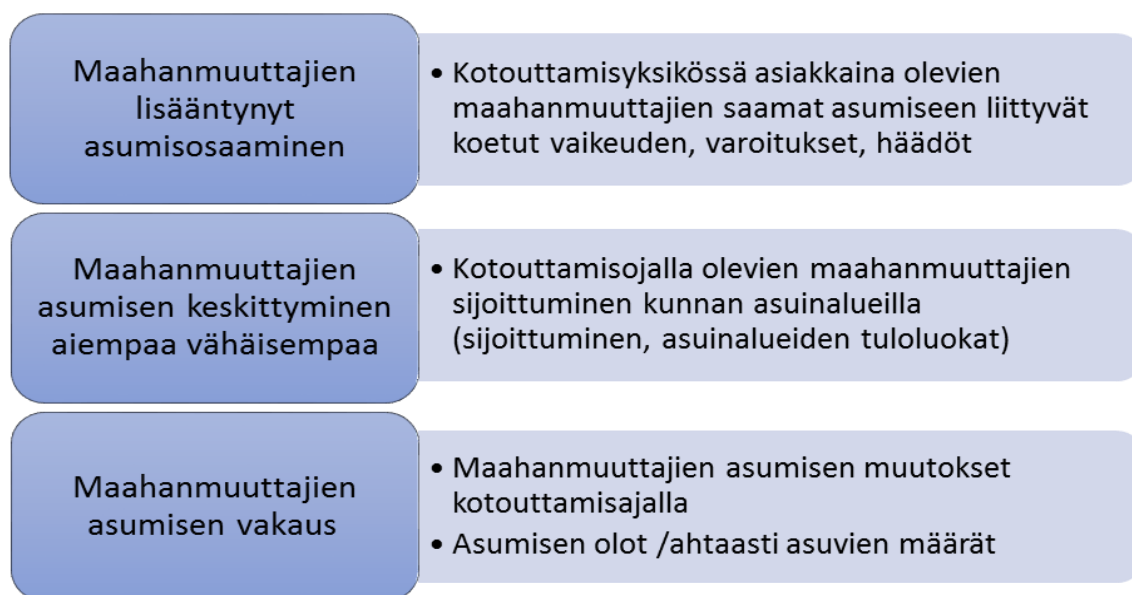 Maahanmuuttajien
lisääntynyt
asumisosaaminen
• Kotouttamisyksikössä asiakkaina olevien
maahanmuuttajien saamat asumiseen liittyvät
koetut vaikeuden, varoitukset, häädöt
Maahanmuuttajien
asumisen keskittyminen
aiempaa vähäisempaa
• Kotouttamisojalla olevien maahanmuuttajien
sijoittuminen kunnan asuinalueilla
(sijoittuminen, asuinalueiden tuloluokat)
Maahanmuuttajien
asumisen vakaus
• Maahanmuuttajien asumisen muutokset
kotouttamisajalla
• Asumisen olot /ahtaasti asuvien määrät